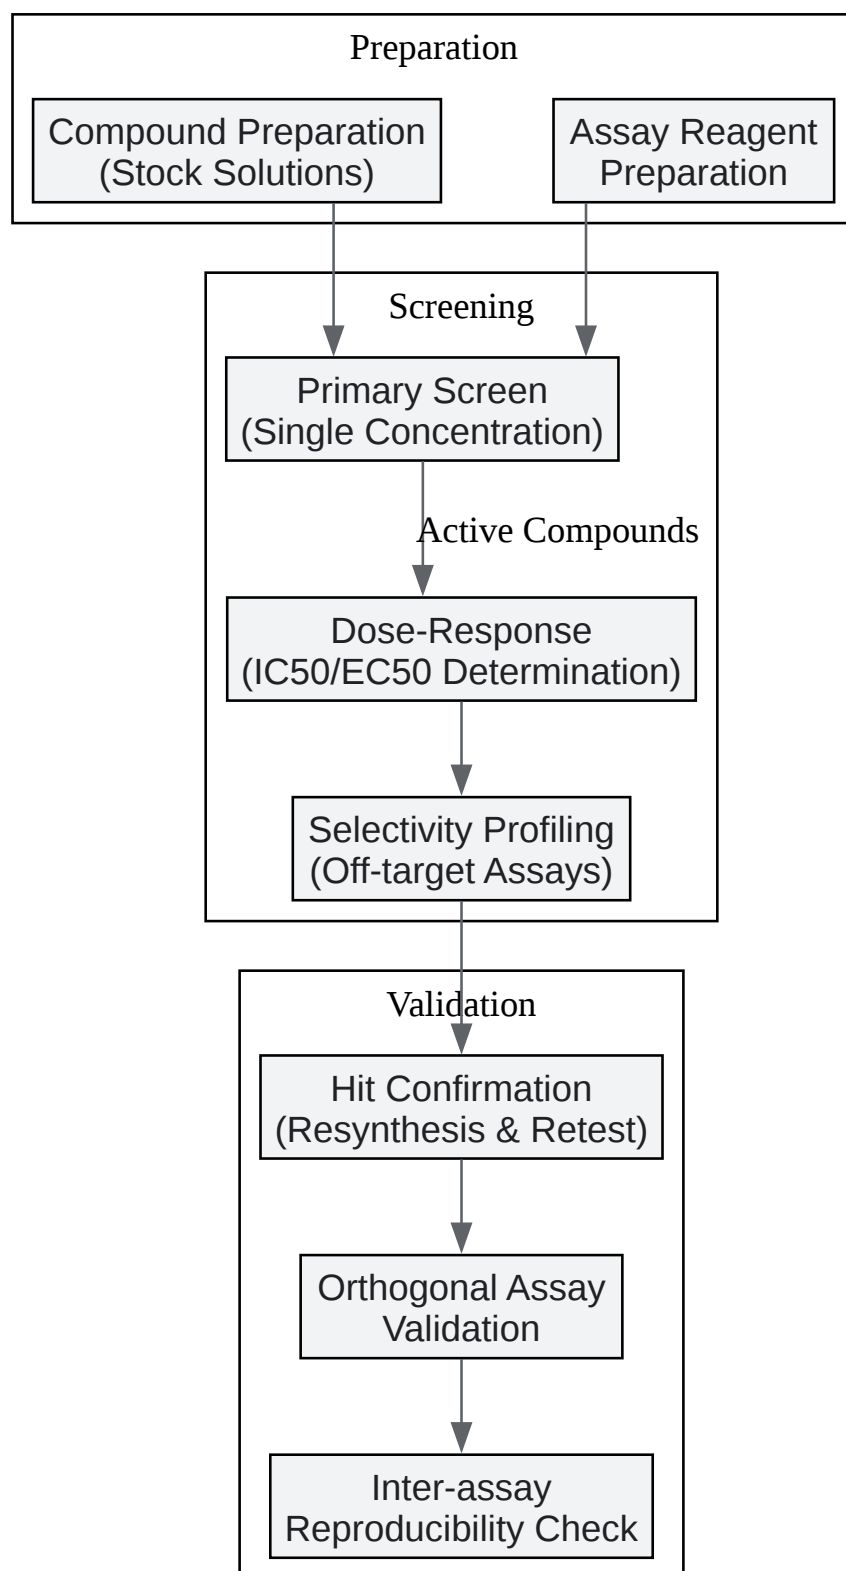 Preparation
Compound Preparation
(Stock Solutions)
Assay Reagent
Preparation
Screening
Primary Screen
(Single Concentration)
Active Compounds
Dose-Response
(IC50/EC50 Determination)
Selectivity Profiling
(Off-target Assays)
Validation
Hit Confirmation
(Resynthesis & Retest)
Orthogonal Assay
Validation
Inter-assay
Reproducibility Check